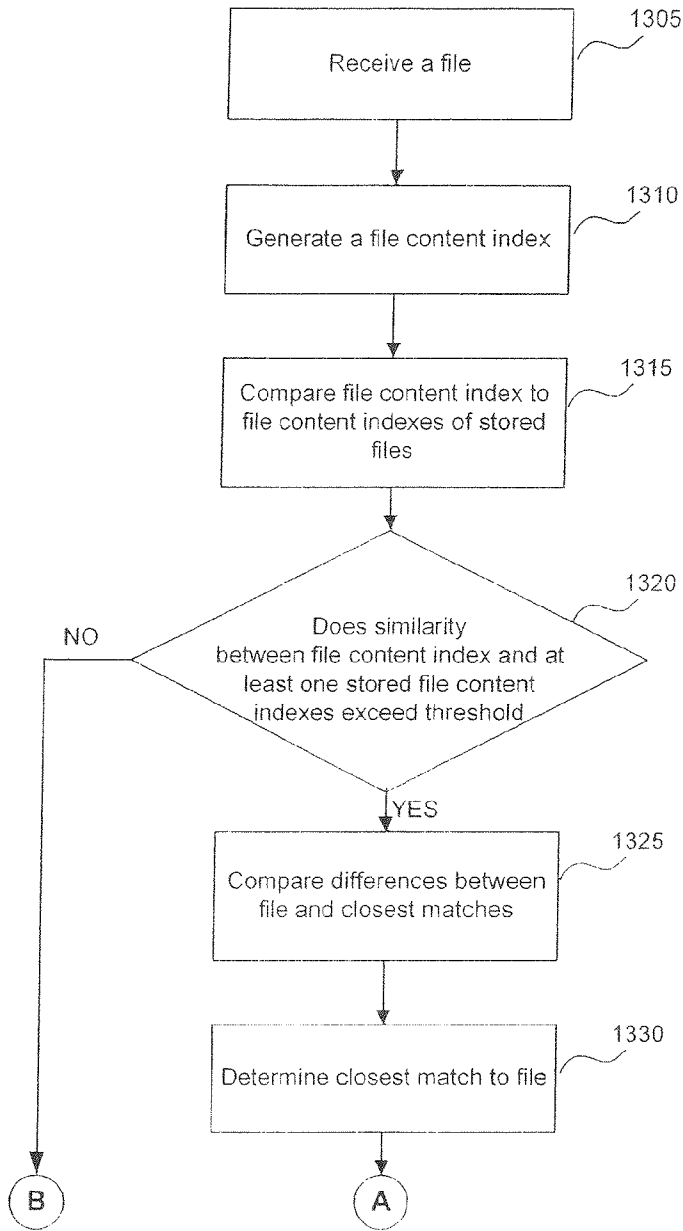 1305
Receive a file
1310
Generate a file content index
1315
Compare file content index to
file content indexes of stored
files
1320
NO
Does similarity
between file content index and at
least one stored file content
indexes exceed threshold
YES
1325
Compare differences between
file and closest matches
1330
Determine closest match to file
B
A